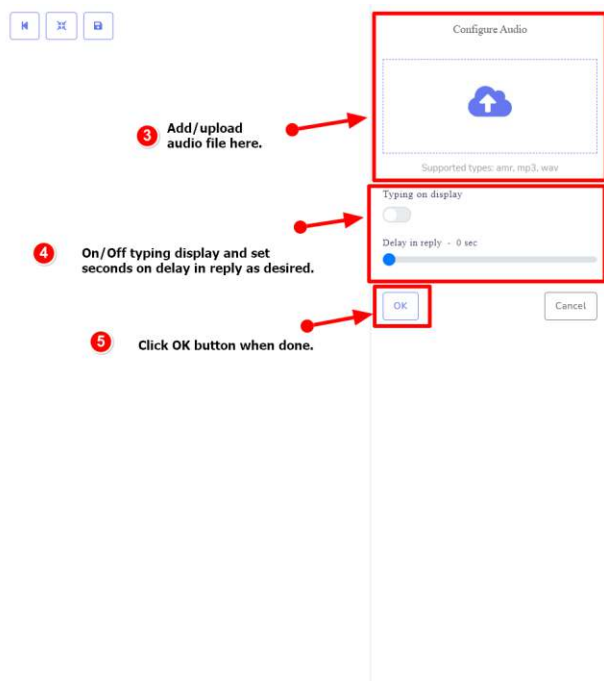 Configure Audio
3 Add/upload
audio file here.
Supported types: amr, mp3, wav
Typing on display
Delay in reply - 0 sec
4 On/Off typing display and set
seconds on delay in reply as desired.
OK
Cancel
5 Click OK button when done.